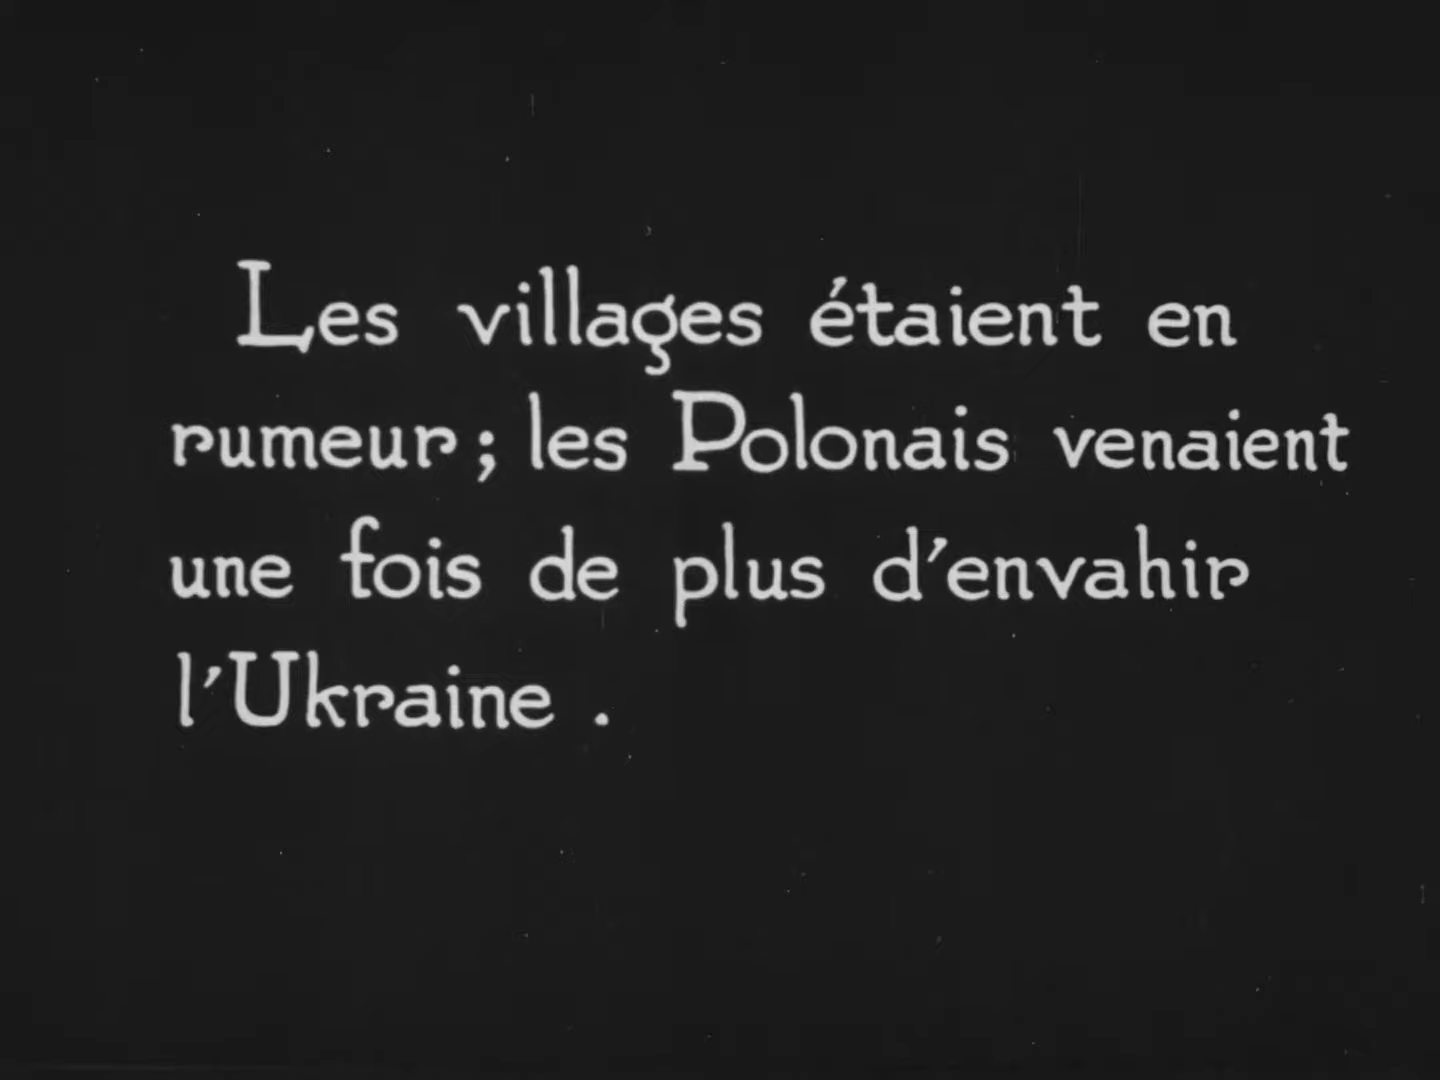 Les villages étaient en
rumeur ; les Polonais venaient
une fois de plus d'envahir
l'Ukraine .